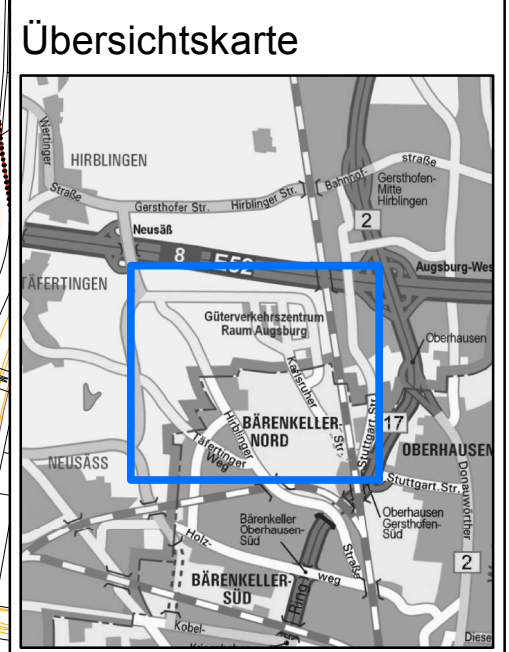 Übersichtskarte
Wertinger
Straße
HIRBLINGEN
Gersthofer Str.
Hirblinger Str.
Bahnhof-
straße
Gersthofen-
Mitte
Hirblingen
2
Neusäß
8
E52
Augsburg-Wes
TÄFERTINGEN
Güterverkehrszentrum
Raum Augsburg
Oberhausen
Karlsruher
Str.
Hirblinger
Straße
BÄRENKELLER-
NORD
Täfertinger
Weg
Stuttgart.Str.
17
OBERHAUSEN
NEUSÄSS
Stuttgart.Str.
Donauwörther
Oberhausen
Gersthofen-
Süd
Bärenkeller
Oberhausen-
Süd
Holz-
weg
2
BÄRENKELLER-
SÜD
Ring
Kobel-
Diese